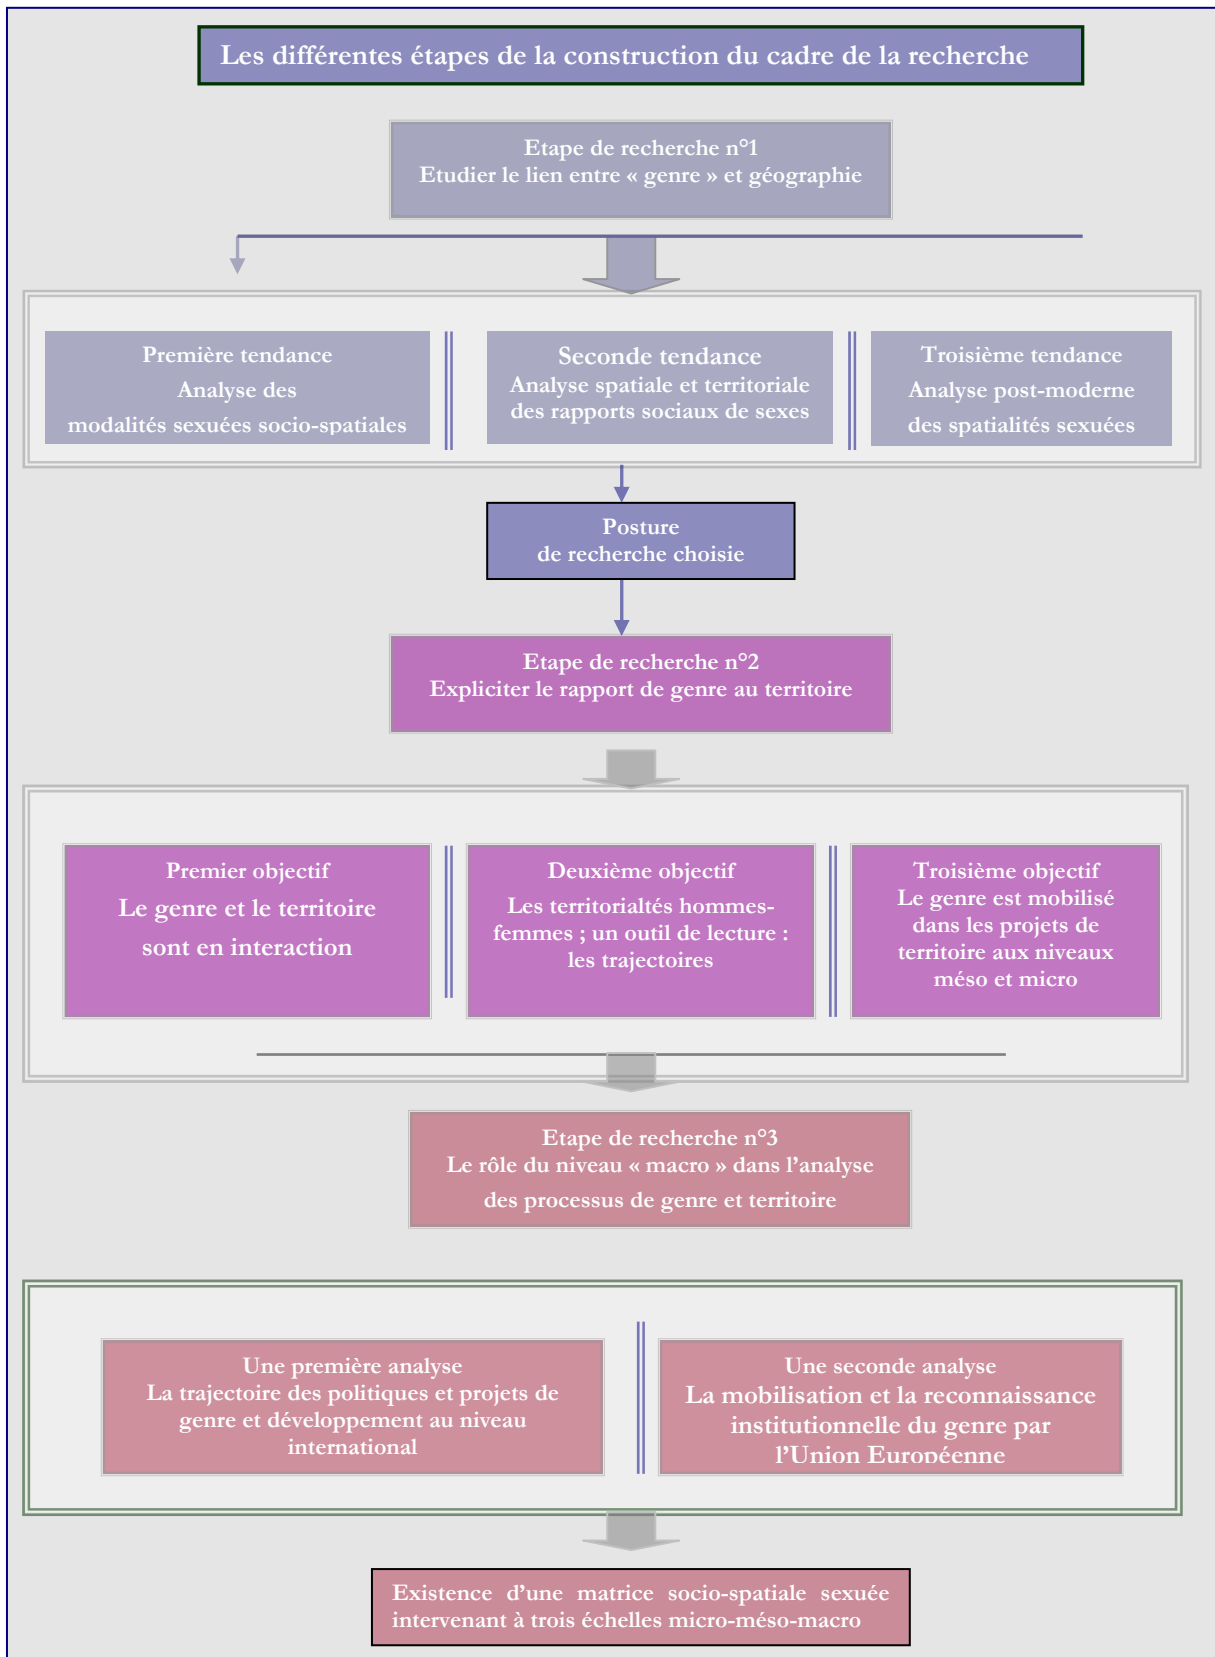 Les différentes étapes de la construction du cadre de la recherche
Etape de recherche n°1
Etudier le lien entre « genre » et géographie
Première tendance
Analyse des
modalités sexuées socio-spatiales
Seconde tendance
Analyse spatiale et territoriale
des rapports sociaux de sexes
Troisième tendance
Analyse post-moderne
des spatialités sexuées
Posture
de recherche choisie
Etape de recherche n°2
Expliciter le rapport de genre au territoire
Premier objectif
Le genre et le territoire
sont en interaction
Deuxième objectif
Les territorialtés hommes-
femmes ; un outil de lecture :
les trajectoires
Troisième objectif
Le genre est mobilisé
dans les projets de
territoire aux niveaux
méso et micro
Etape de recherche n°3
Le rôle du niveau « macro » dans l’analyse
des processus de genre et territoire
Une première analyse
La trajectoire des politiques et projets de
genre et développement au niveau
international
Une seconde analyse
La mobilisation et la reconnaissance
institutionnelle du genre par
l’Union Européenne
Existence d’une matrice socio-spatiale sexuée
intervenant à trois échelles micro-méso-macro